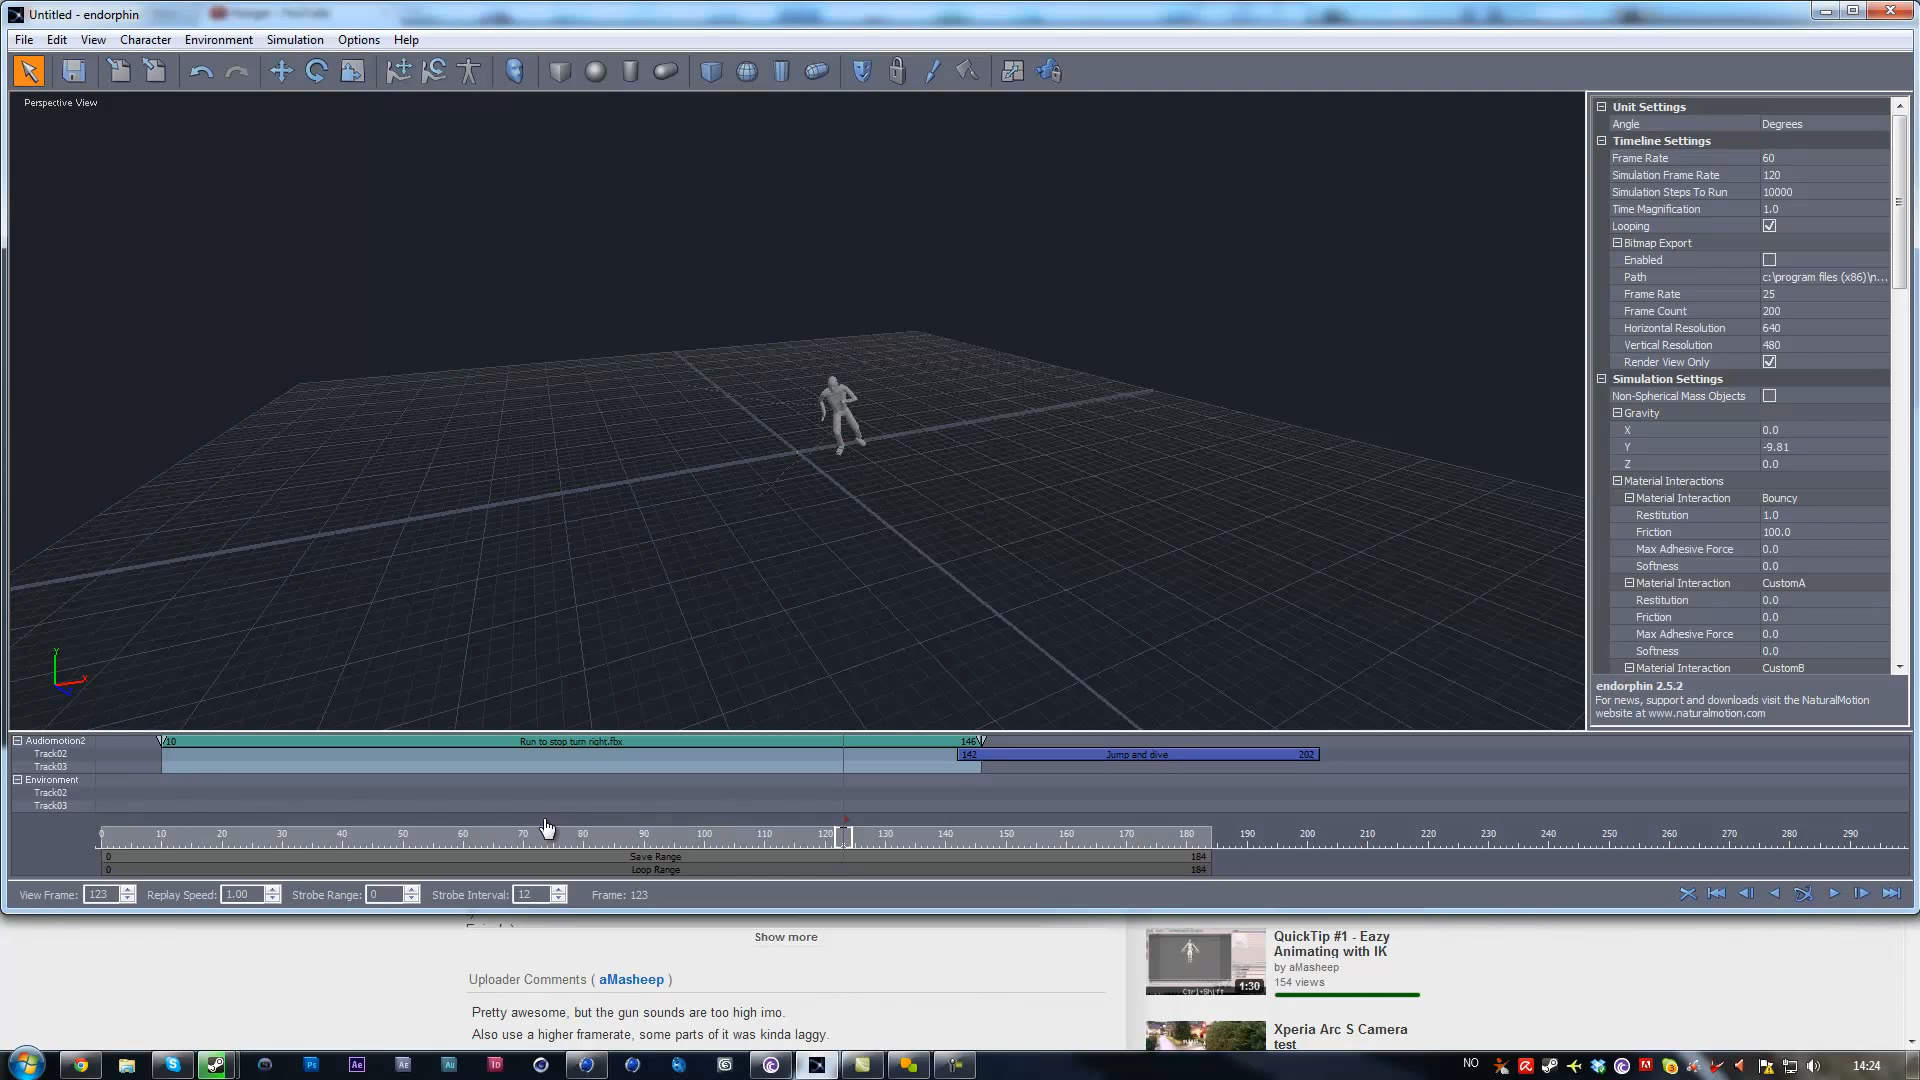 Untitled - endorphin
File Edit View Character Environment Simulation Options Help
Perspective View
Unit Settings
Angle Degrees
Timeline Settings
Frame Rate 60
Simulation Frame Rate 120
Simulation Steps To Run 10000
Time Magnification 1.0
Looping
Bitmap Export
Enabled
Path c:\program files (x86)\n...
Frame Rate 25
Frame Count 200
Horizontal Resolution 640
Vertical Resolution 480
Render View Only
Simulation Settings
Non-Spherical Mass Objects
Gravity
X 0.0
Y -9.81
Z 0.0
Material Interactions
Material Interaction Bouncy
Restitution 1.0
Friction 100.0
Max Adhesive Force 0.0
Softness 0.0
Material Interaction CustomA
Restitution 0.0
Friction 0.0
Max Adhesive Force 0.0
Softness 0.0
Material Interaction CustomB
endorphin 2.5.2
For news, support and downloads visit the NaturalMotion
website at www.naturalmotion.com
Y
X
Audiomotion2 10 Run to stop turn right.fbx 146
Track02 142 Jump and dive 202
Track03
Environment
Track02
Track03
0 10 20 30 40 50 60 70 80 90 100 110 120 130 140 150 160 170 180 190 200 210 220 230 240 250 260 270 280 290
0 Save Range 184
0 Loop Range 184
View Frame: 123 Replay Speed: 1.00 Strobe Range: 0 Strobe Interval: 12 Frame: 123
Show more
Uploader Comments ( aMasheep )
Pretty awesome, but the gun sounds are too high imo.
Also use a higher framerate, some parts of it was kinda laggy.
QuickTip #1 - Eazy
Animating with IK
by aMasheep
154 views
Ctrl+Shift
1:30
Xperia Arc S Camera
test
Ps Ae Ae Au Id
NO
14:24